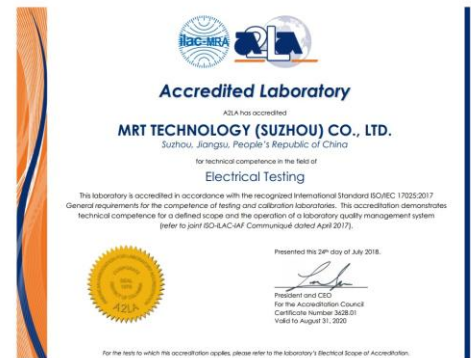 ilac-MRA
A2LA
Accredited Laboratory
A2LA has accredited
MRT TECHNOLOGY (SUZHOU) CO., LTD.
Suzhou, Jiangsu, People's Republic of China
for technical competence in the field of
Electrical Testing
This laboratory is accredited in accordance with the recognized International Standard ISO/IEC 17025:2017
General requirements for the competence of testing and calibration laboratories. This accreditation demonstrates
technical competence for a defined scope and the operation of a laboratory quality management system
(refer to joint ISO-ILAC-IAF Communiqué dated April 2017).
Presented this 24th day of July 2018.
President and CEO
For the Accreditation Council
Certificate Number 3628.01
Valid to August 31, 2020
SEAL
1978
A2LA
For the tests to which this accreditation applies, please refer to the laboratory's Electrical Scope of Accreditation.